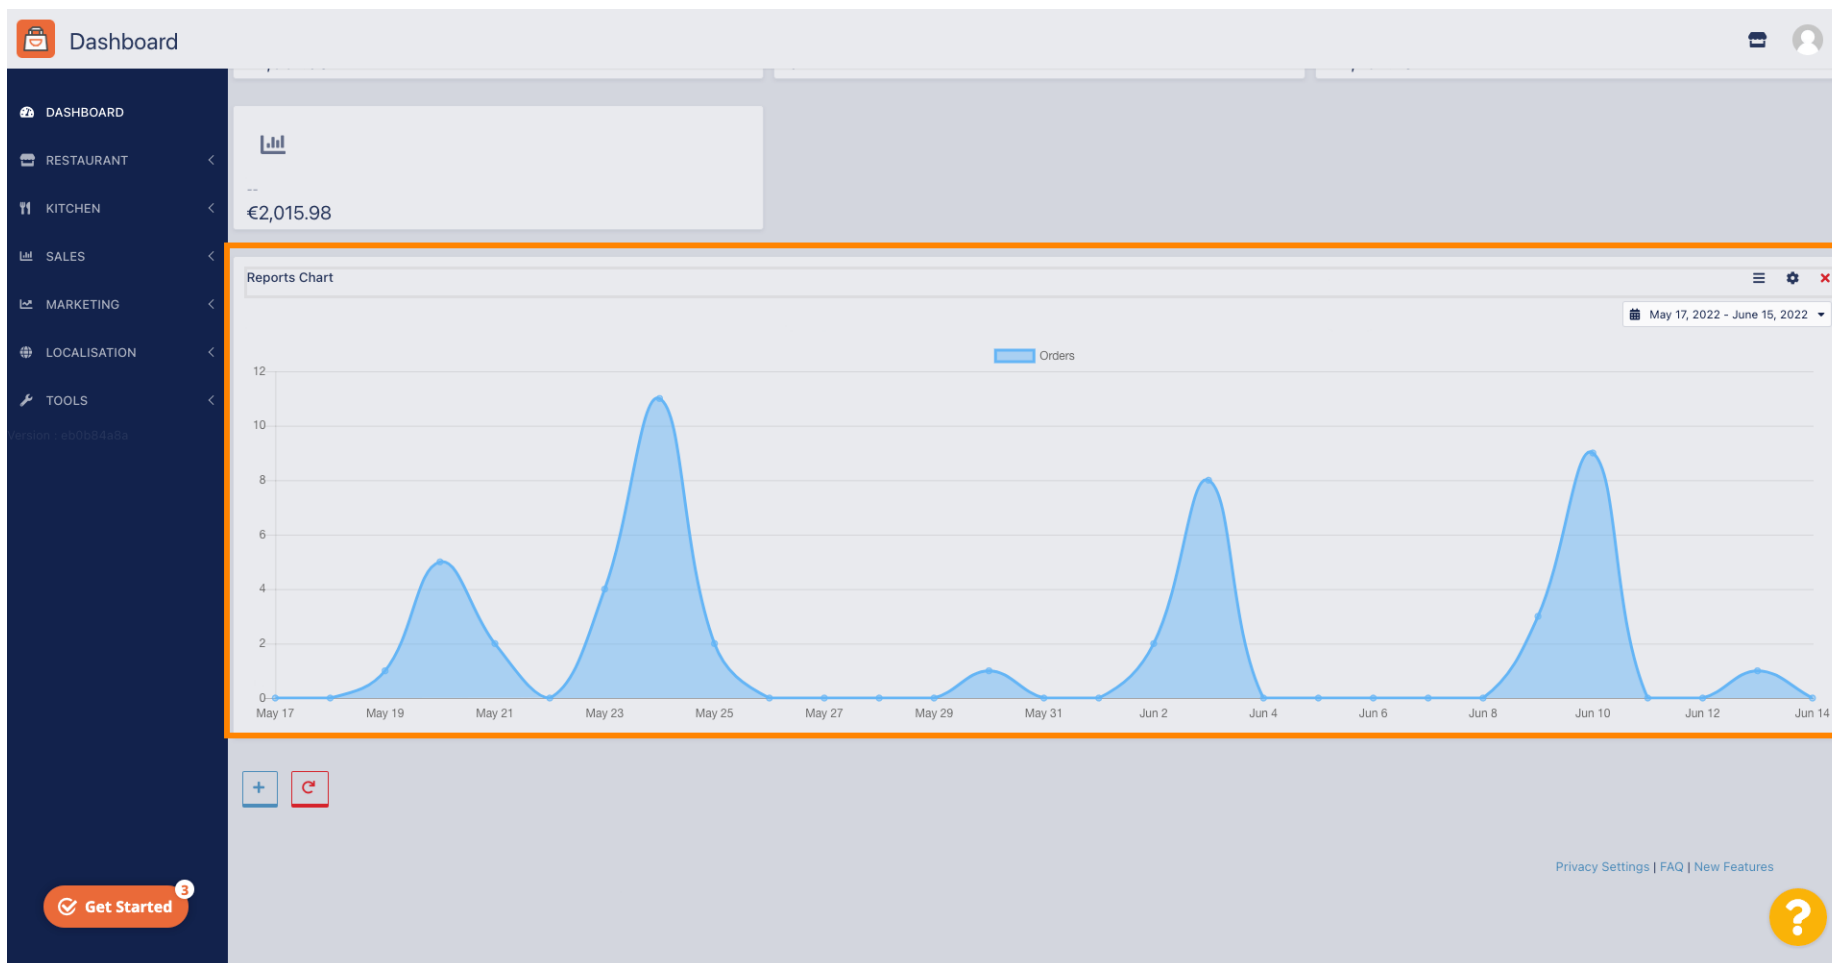 Dashboard
DASHBOARD
RESTAURANT
KITCHEN
SALES
MARKETING
LOCALISATION
TOOLS
Version : eb0b84a8a
--
€2,015.98
Reports Chart
May 17, 2022 - June 15, 2022
Orders
12
10
8
6
4
2
0
May 17 May 19 May 21 May 23 May 25 May 27 May 29 May 31 Jun 2 Jun 4 Jun 6 Jun 8 Jun 10 Jun 12 Jun 14
+
Privacy Settings | FAQ | New Features
3
Get Started
?